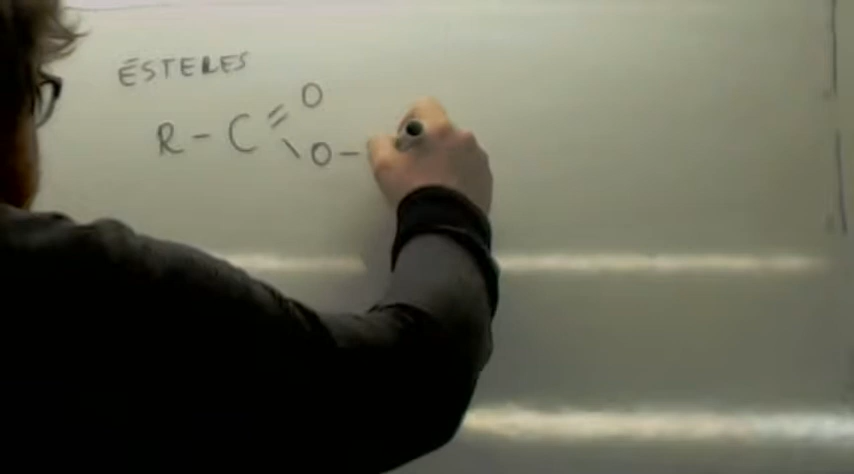 ÉSTERES
O
R - C = \ O -